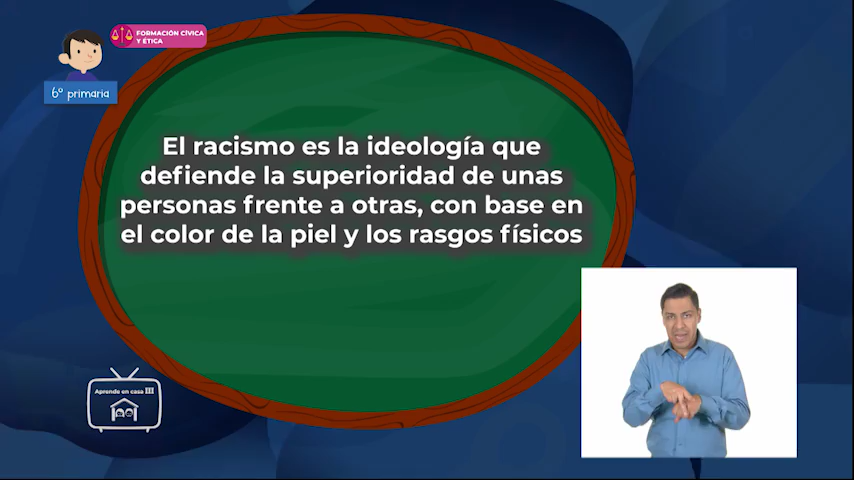 FORMACIÓN CÍVICA
Y ÉTICA
6º primaria
El racismo es la ideología que
defiende la superioridad de unas
personas frente a otras, con base en
el color de la piel y los rasgos físicos
Aprende en casa III